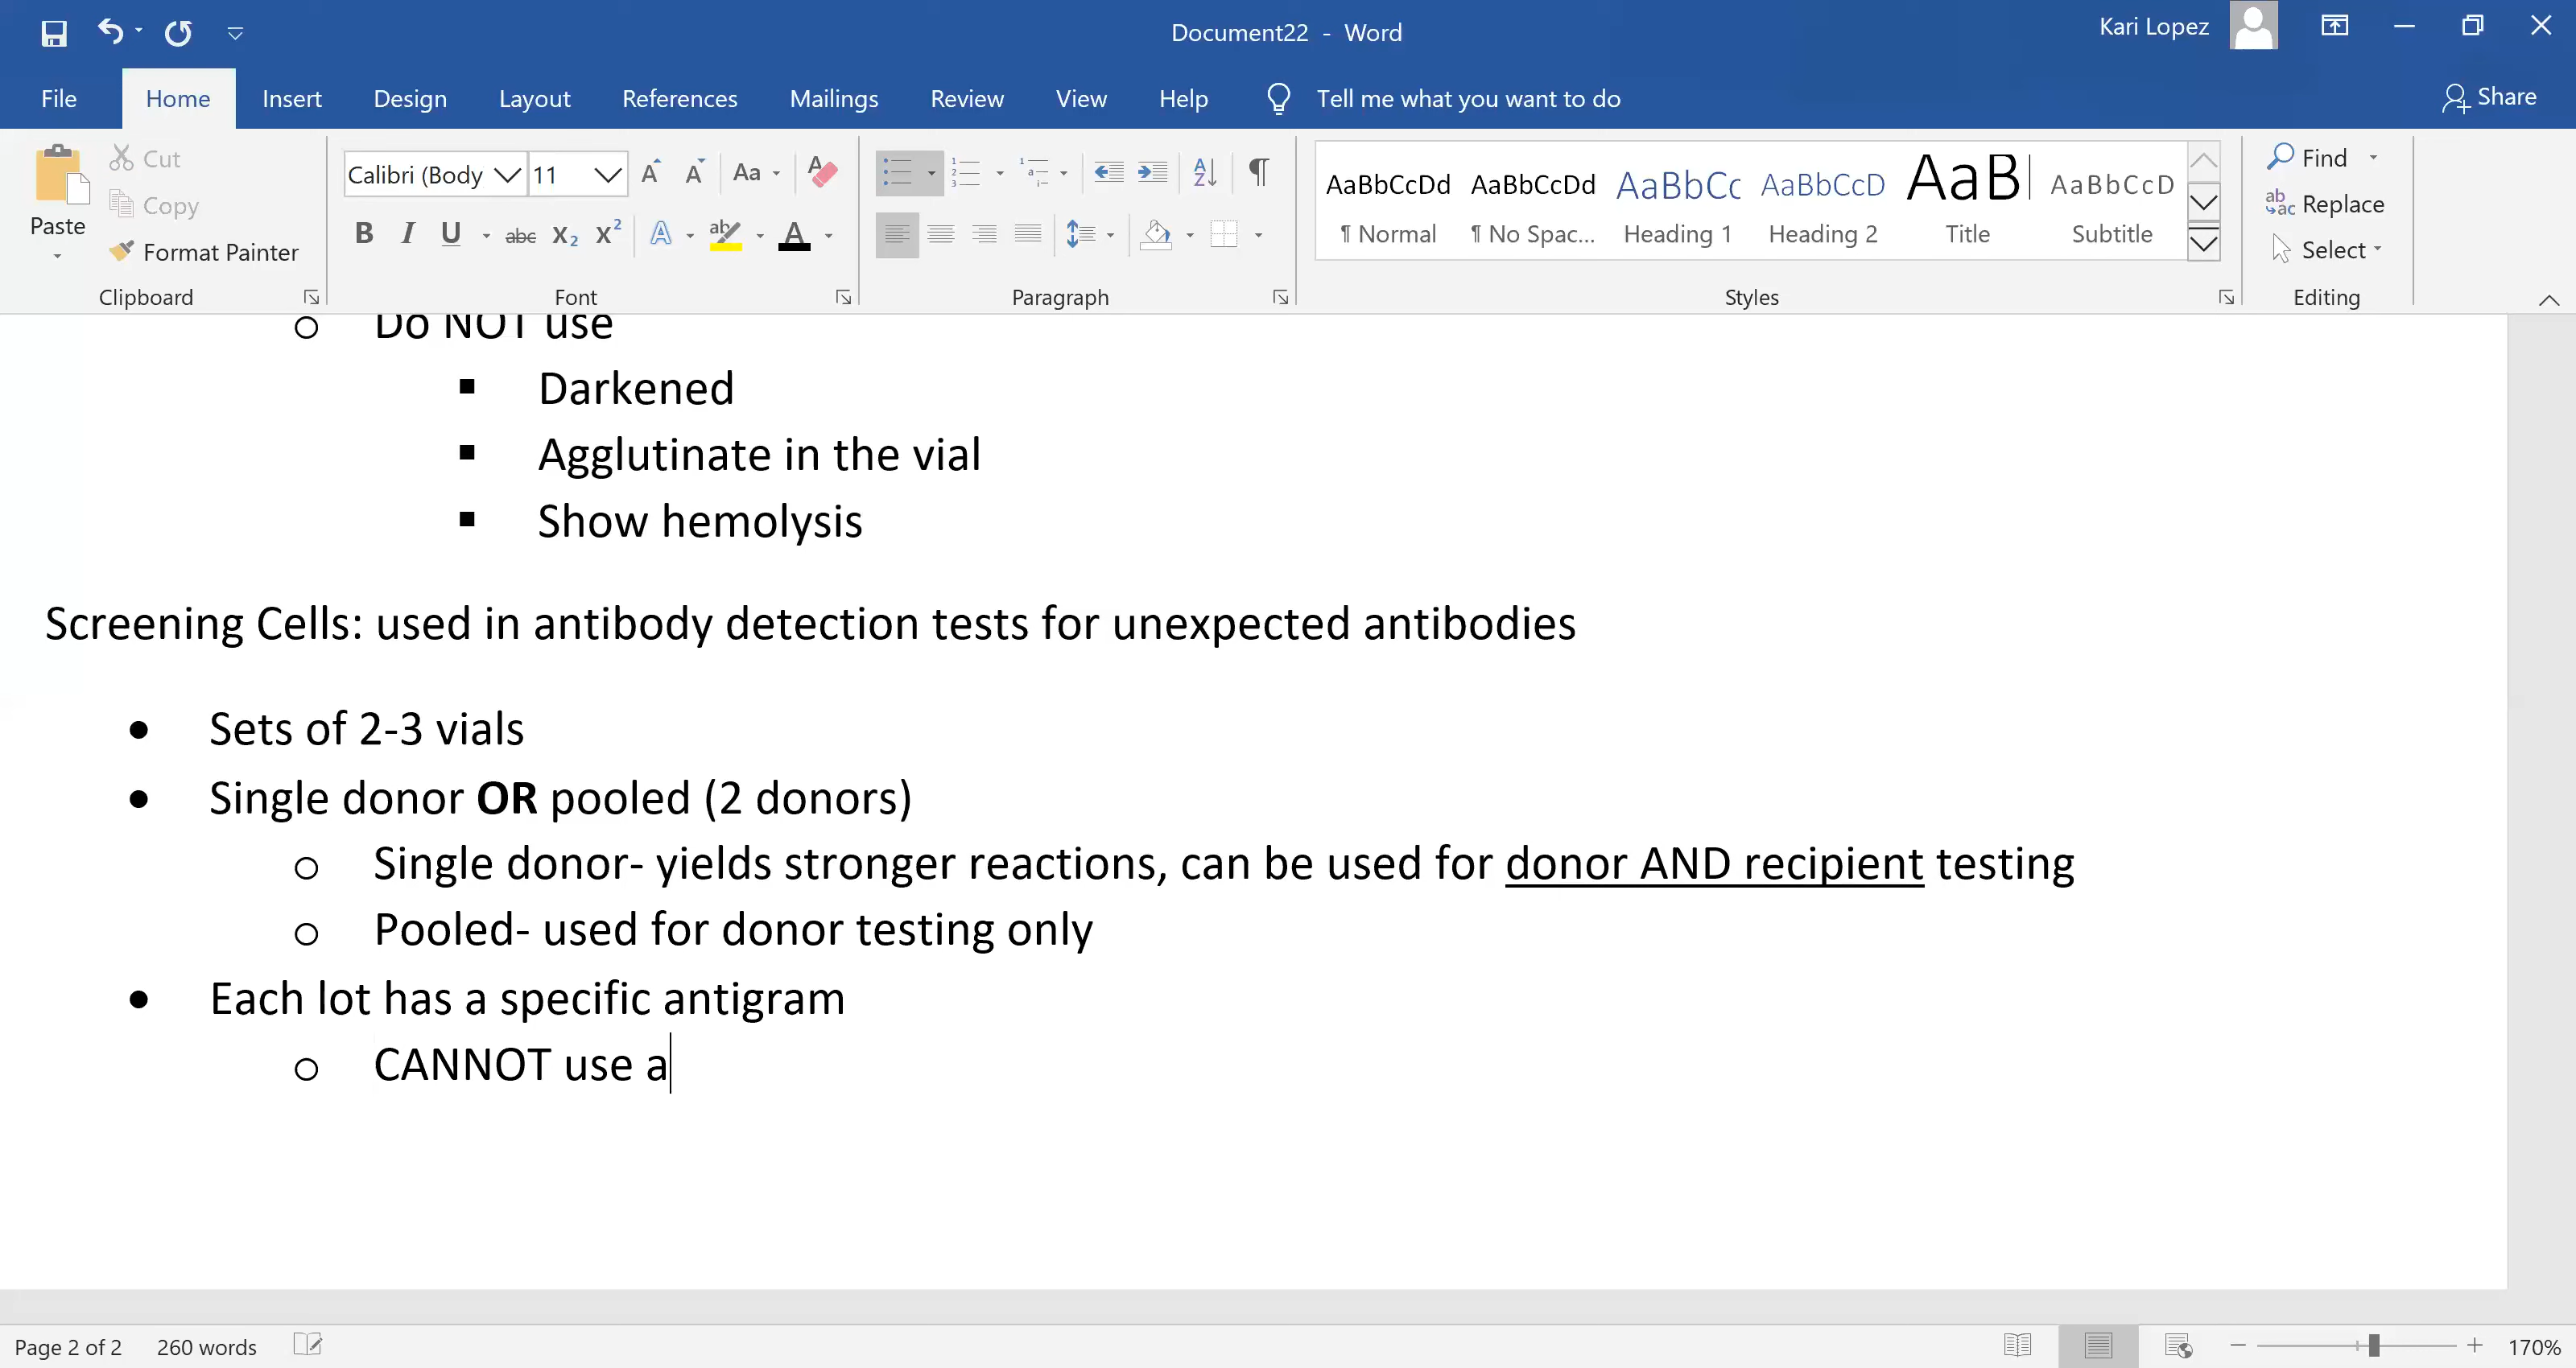 Document22 - Word
Kari Lopez
File Home Insert Design Layout References Mailings Review View Help Tell me what you want to do Share
Paste
Cut
Copy
Format Painter
Clipboard
Calibri (Body 11
Font
Paragraph
AaBbCcDd AaBbCcDd AaBbCc AaBbCcD AaB AaBbCcD
¶ Normal ¶ No Spac... Heading 1 Heading 2 Title Subtitle
Styles
Find
Replace
Select
Editing
o Do NOT use
▪ Darkened
▪ Agglutinate in the vial
▪ Show hemolysis
Screening Cells: used in antibody detection tests for unexpected antibodies
• Sets of 2-3 vials
• Single donor OR pooled (2 donors)
o Single donor- yields stronger reactions, can be used for donor AND recipient testing
o Pooled- used for donor testing only
• Each lot has a specific antigram
o CANNOT use a
Page 2 of 2 260 words 170%